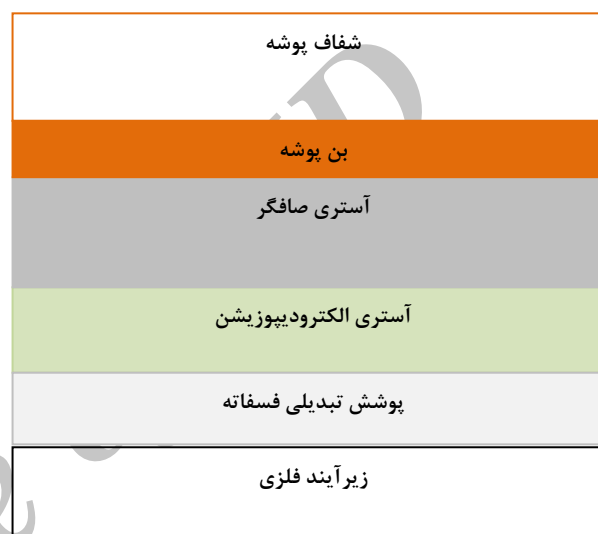 شفاف پوشه
بن پوشه
آستری صافگر
آستری الکترودیپوزیشن
پوشش تبدیلی فسفاته
زیرآیند فلزی